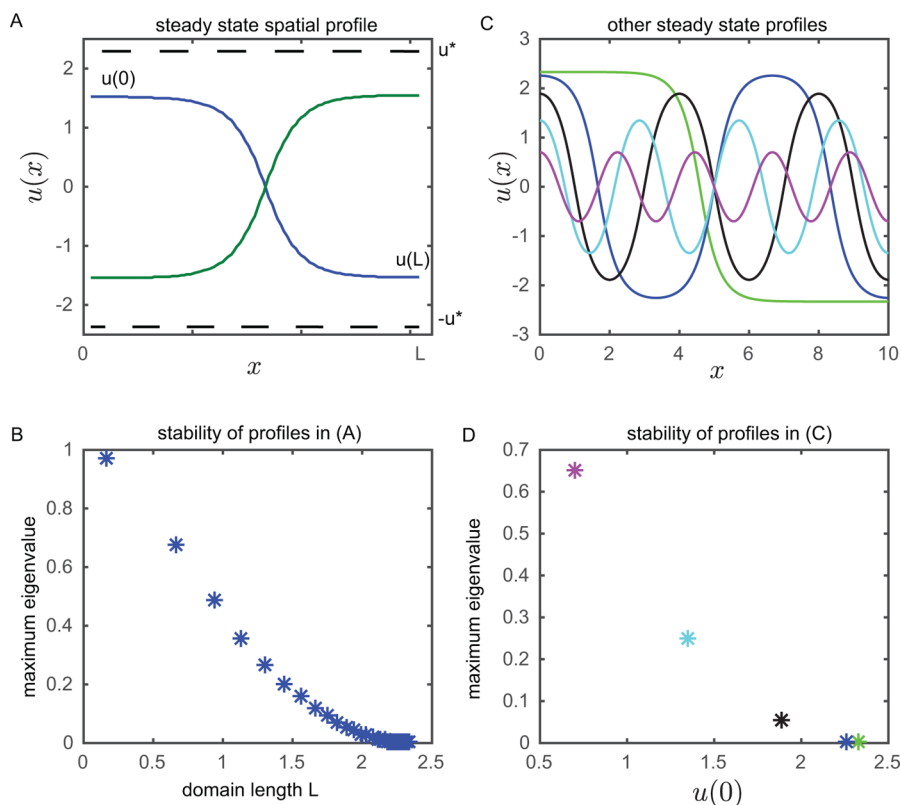 A
steady state spatial profile
u*
u(0)
2
1
0
-1
-2
u(x)
u(L)
-u*
0
L
x
C
other steady state profiles
3
2
1
0
-1
-2
-3
u(x)
0 2 4 6 8 10
x
B
stability of profiles in (A)
1
0.8
0.6
0.4
0.2
0
maximum eigenvalue
0 0.5 1 1.5 2 2.5
domain length L
D
stability of profiles in (C)
0.7
0.6
0.5
0.4
0.3
0.2
0.1
0
maximum eigenvalue
0.5 1 1.5 2 2.5
u(0)